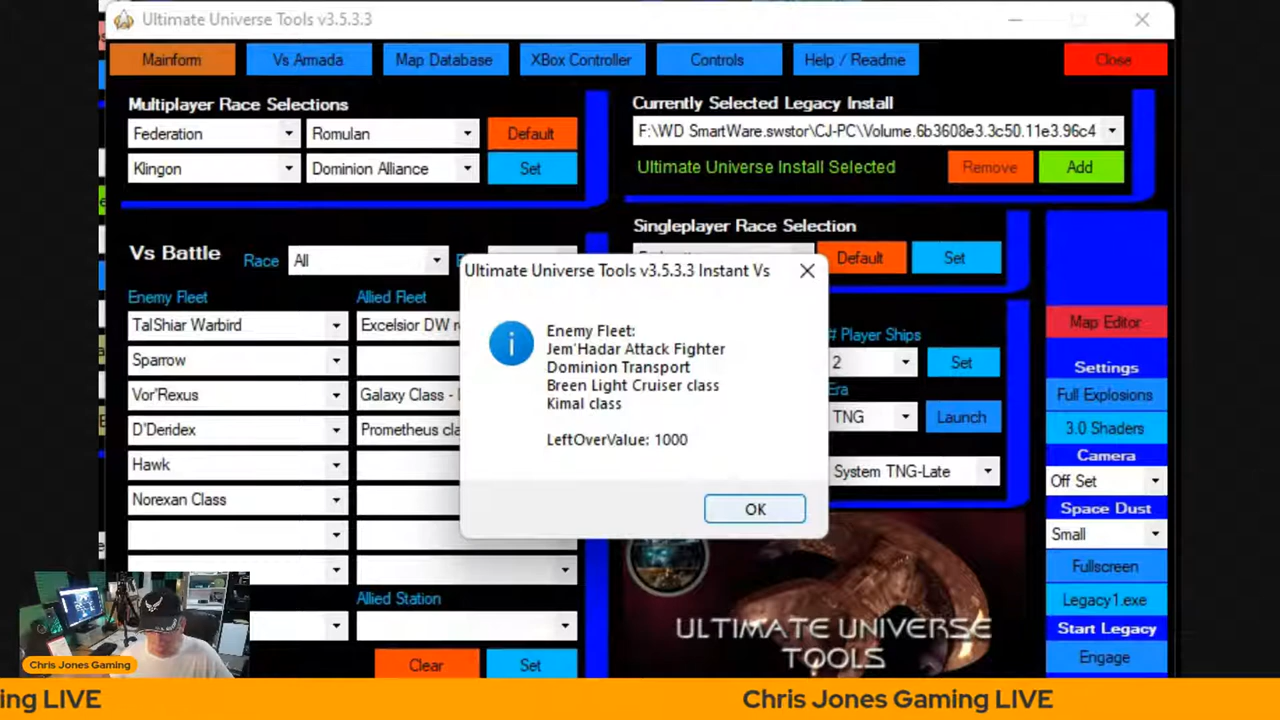 Ultimate Universe Tools v3.5.3.3
Mainform
Vs Armada
Map Database
XBox Controller
Controls
Help / Readme
Close
Multiplayer Race Selections
Federation
Romulan
Default
Klingon
Dominion Alliance
Set
Currently Selected Legacy Install
F:\WD SmartWare.swstor\CJ-PC\Volume.6b3608e3.3c50.11e3.96c4
Ultimate Universe Install Selected
Remove
Add
Singleplayer Race Selection
Default
Set
Vs Battle
Race
All
Enemy Fleet
Allied Fleet
TalShiar Warbird
Excelsior DW
Sparrow
Vor'Rexus
Galaxy Class -
D'Deridex
Prometheus
Hawk
Norexan Class
Allied Station
Clear
Set
Ultimate Universe Tools v3.5.3.3 Instant Vs
Enemy Fleet:
Jem'Hadar Attack Fighter
Dominion Transport
Breen Light Cruiser class
Kimal class
LeftOverValue: 1000
OK
# Player Ships
2
Set
Era
TNG
Launch
System TNG-Late
Map Editor
Settings
Full Explosions
3.0 Shaders
Camera
Off Set
Space Dust
Small
Fullscreen
Legacy1.exe
Start Legacy
Engage
ULTIMATE UNIVERSE
TOOLS
Chris Jones Gaming
ing LIVE
Chris Jones Gaming LIVE